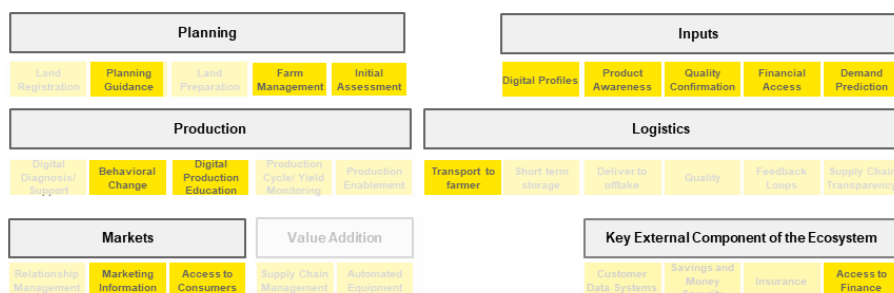 Planning
Inputs
Land
Registration
Planning
Guidance
Land
Preparation
Farm
Management
Initial
Assessment
Digital Profiles
Product
Awareness
Quality
Confirmation
Financial
Access
Demand
Prediction
Production
Logistics
Digital
Diagnosis/
Support
Behavioral
Change
Digital
Production
Education
Production
Cycle/ Yield
Monitoring
Production
Enablement
Transport to
farmer
Short term
storage
Deliver to
offtake
Quality
Feedback
Loops
Supply Chain
Transparency
Markets
Value Addition
Key External Component of the Ecosystem
Relationship
Management
Marketing
Information
Access to
Consumers
Supply Chain
Management
Automated
Equipment
Customer
Data Systems
Savings and
Money
Insurance
Access to
Finance